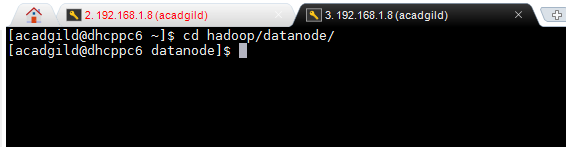 2. 192.168.1.8 (acadgild)
3. 192.168.1.8 (acadgild)
[acadgild@dhcppc6 ~]$ cd hadoop/datanode/
[acadgild@dhcppc6 datanode]$